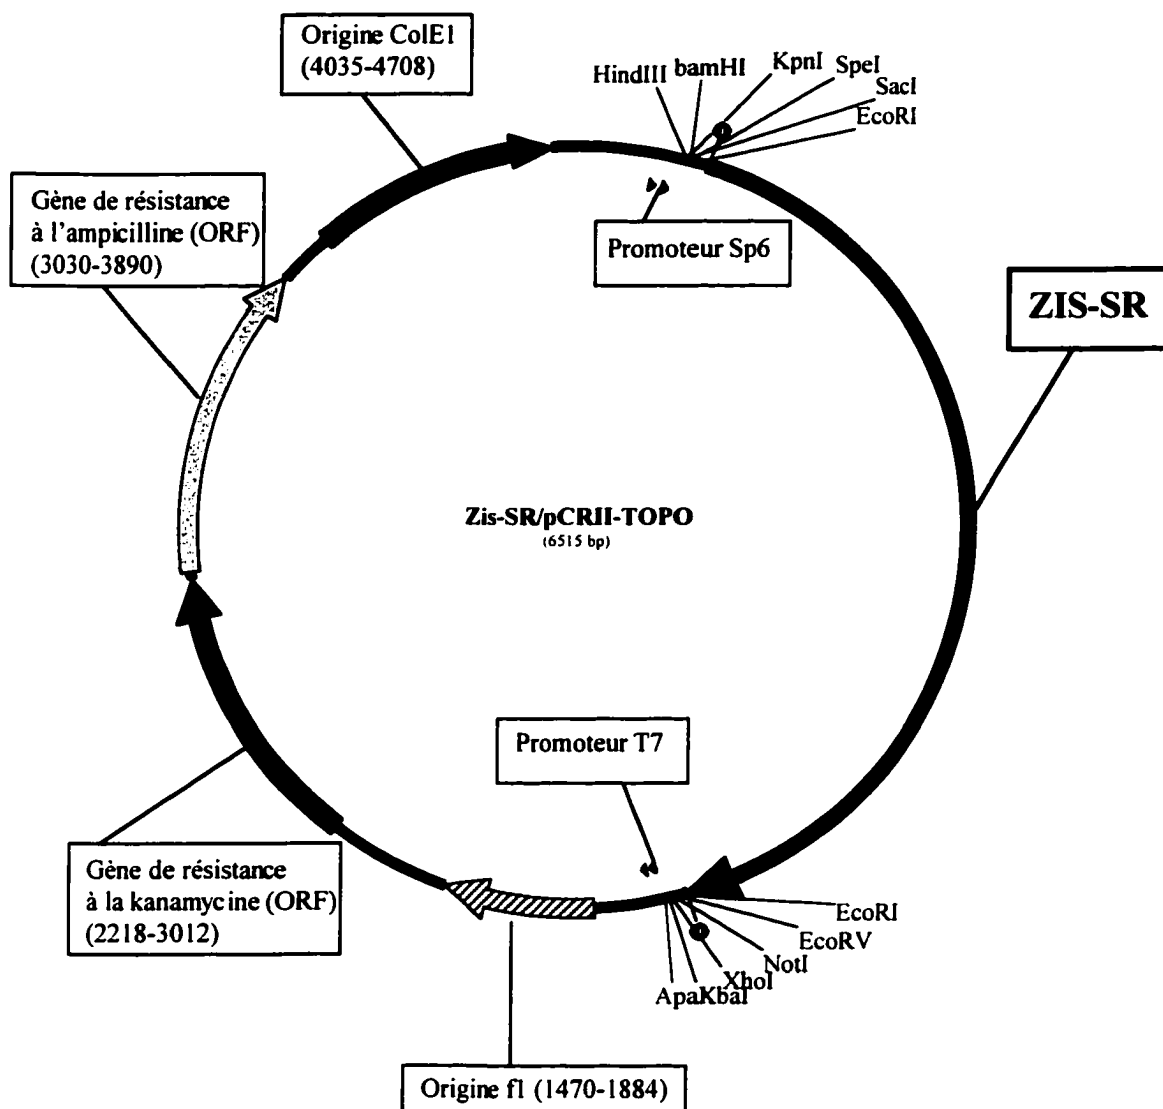 Origine ColE1
(4035-4708)
HindIII
bamHI
KpnI
SpeI
SacI
EcoRI
Gène de résistance
à l'ampicilline (ORF)
(3030-3890)
Promoteur Sp6
ZIS-SR
Zis-SR/pCRII-TOPO
(6515 bp)
Promoteur T7
Gène de résistance
à la kanamycine (ORF)
(2218-3012)
EcoRI
EcoRV
NotI
XhoI
XbaI
ApaI
Origine f1 (1470-1884)